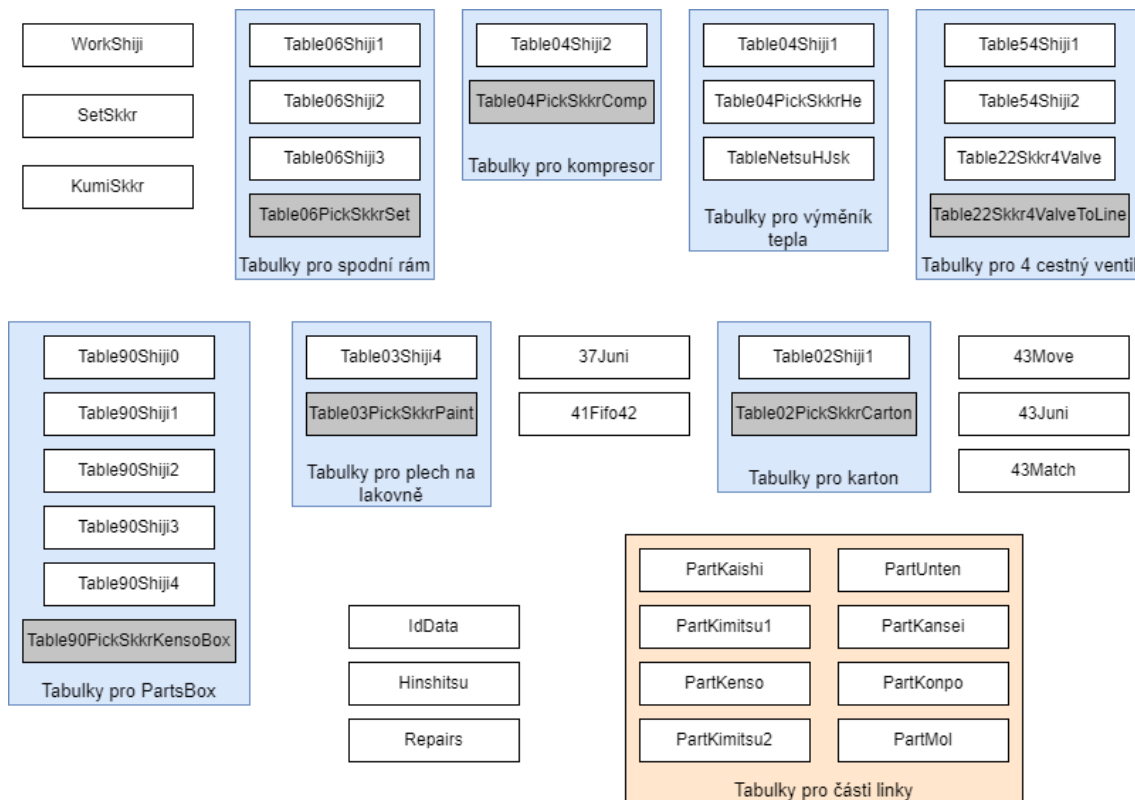 WorkShiji
SetSkkr
KumiSkkr
Table06Shiji1
Table06Shiji2
Table06Shiji3
Table06PickSkkrSet
Tabulky pro spodní rám
Table04Shiji2
Table04PickSkkrComp
Tabulky pro kompresor
Table04Shiji1
Table04PickSkkrHe
TableNetsuHJsk
Tabulky pro výměník
tepla
Table54Shiji1
Table54Shiji2
Table22Skkr4Valve
Table22Skkr4ValveToLine
Tabulky pro 4 cestný ventil
Table90Shiji0
Table90Shiji1
Table90Shiji2
Table90Shiji3
Table90Shiji4
Table90PickSkkrKensoBox
Tabulky pro PartsBox
Table03Shiji4
Table03PickSkkrPaint
Tabulky pro plech na
lakovně
37Juni
41Fifo42
Table02Shiji1
Table02PickSkkrCarton
Tabulky pro karton
43Move
43Juni
43Match
IdData
Hinshitsu
Repairs
PartKaishi
PartKimitsu1
PartKenso
PartKimitsu2
PartUnten
PartKansei
PartKonpo
PartMol
Tabulky pro části linky